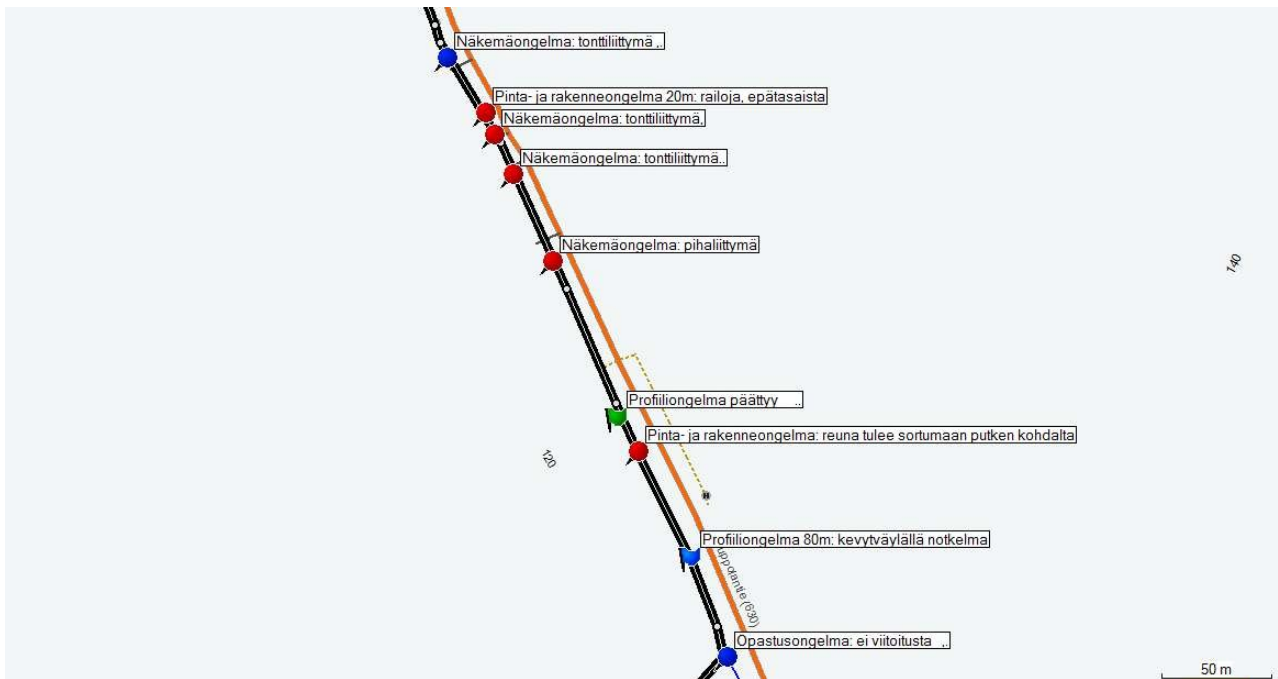 Näkemäongelma: tonttiliittymä ,.
Pinta- ja rakenneongelma 20m: railoja, epätasaista
Näkemäongelma: tonttiliittymä,
Näkemäongelma: tonttiliittymä..
Näkemäongelma: pihaliittymä
140
Profiiliongelma päättyy ..
Pinta- ja rakenneongelma: reuna tulee sortumaan putken kohdalta
120
Profiiliongelma 80m: kevytväylällä notkelma
uppolantie (630)
Opastusongelma: ei viitoitusta ,.
50 m